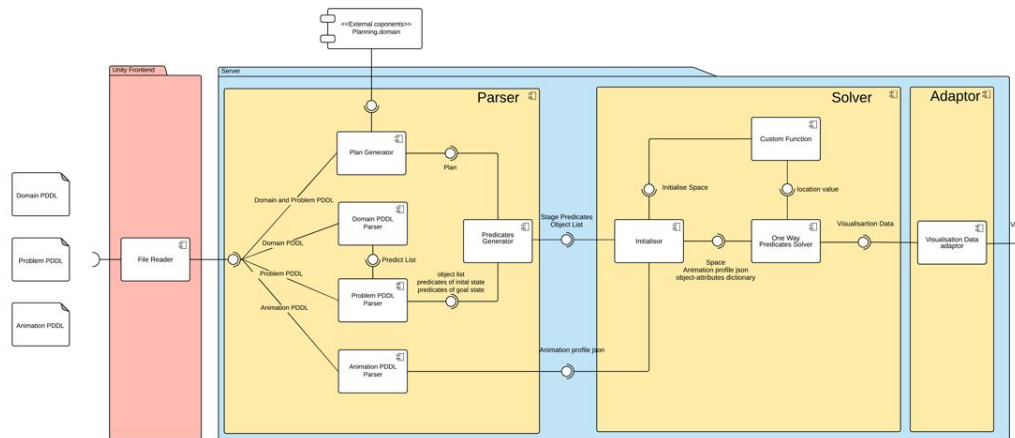 <<External coponents>>
Planning.domain
Unity Frontend
Server
Parser
Solver
Adaptor
Plan Generator
Custom Function
Plan
Domain PDDL
Initialise Space
location value
Domain and Problem PDDL
Domain PDDL
Parser
Stage Predicates
Object List
Predicates
Generator
Initialisor
One Way
Predicates Solver
Visualisartion Data
Visualsation Data
adaptor
V
Domain PDDL
Problem PDDL
File Reader
Predict List
Problem PDDL
Problem PDDL
Parser
object list
predicates of inital state
predicates of goal state
Space
Animation profile json
object-attributes dictionary
Animation PDDL
Animation PDDL
Animation PDDL
Parser
Animation profile json